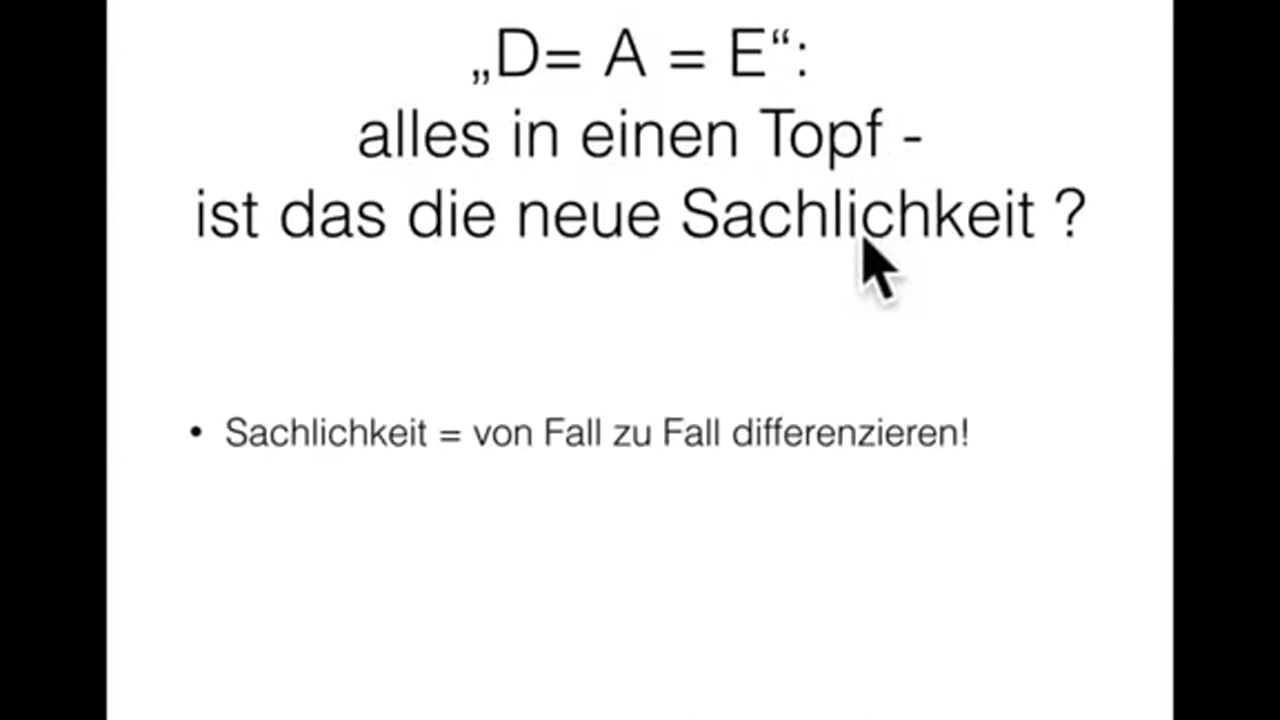 „D= A = E“:
alles in einen Topf -
ist das die neue Sachlichkeit ?
• Sachlichkeit = von Fall zu Fall differenzieren!